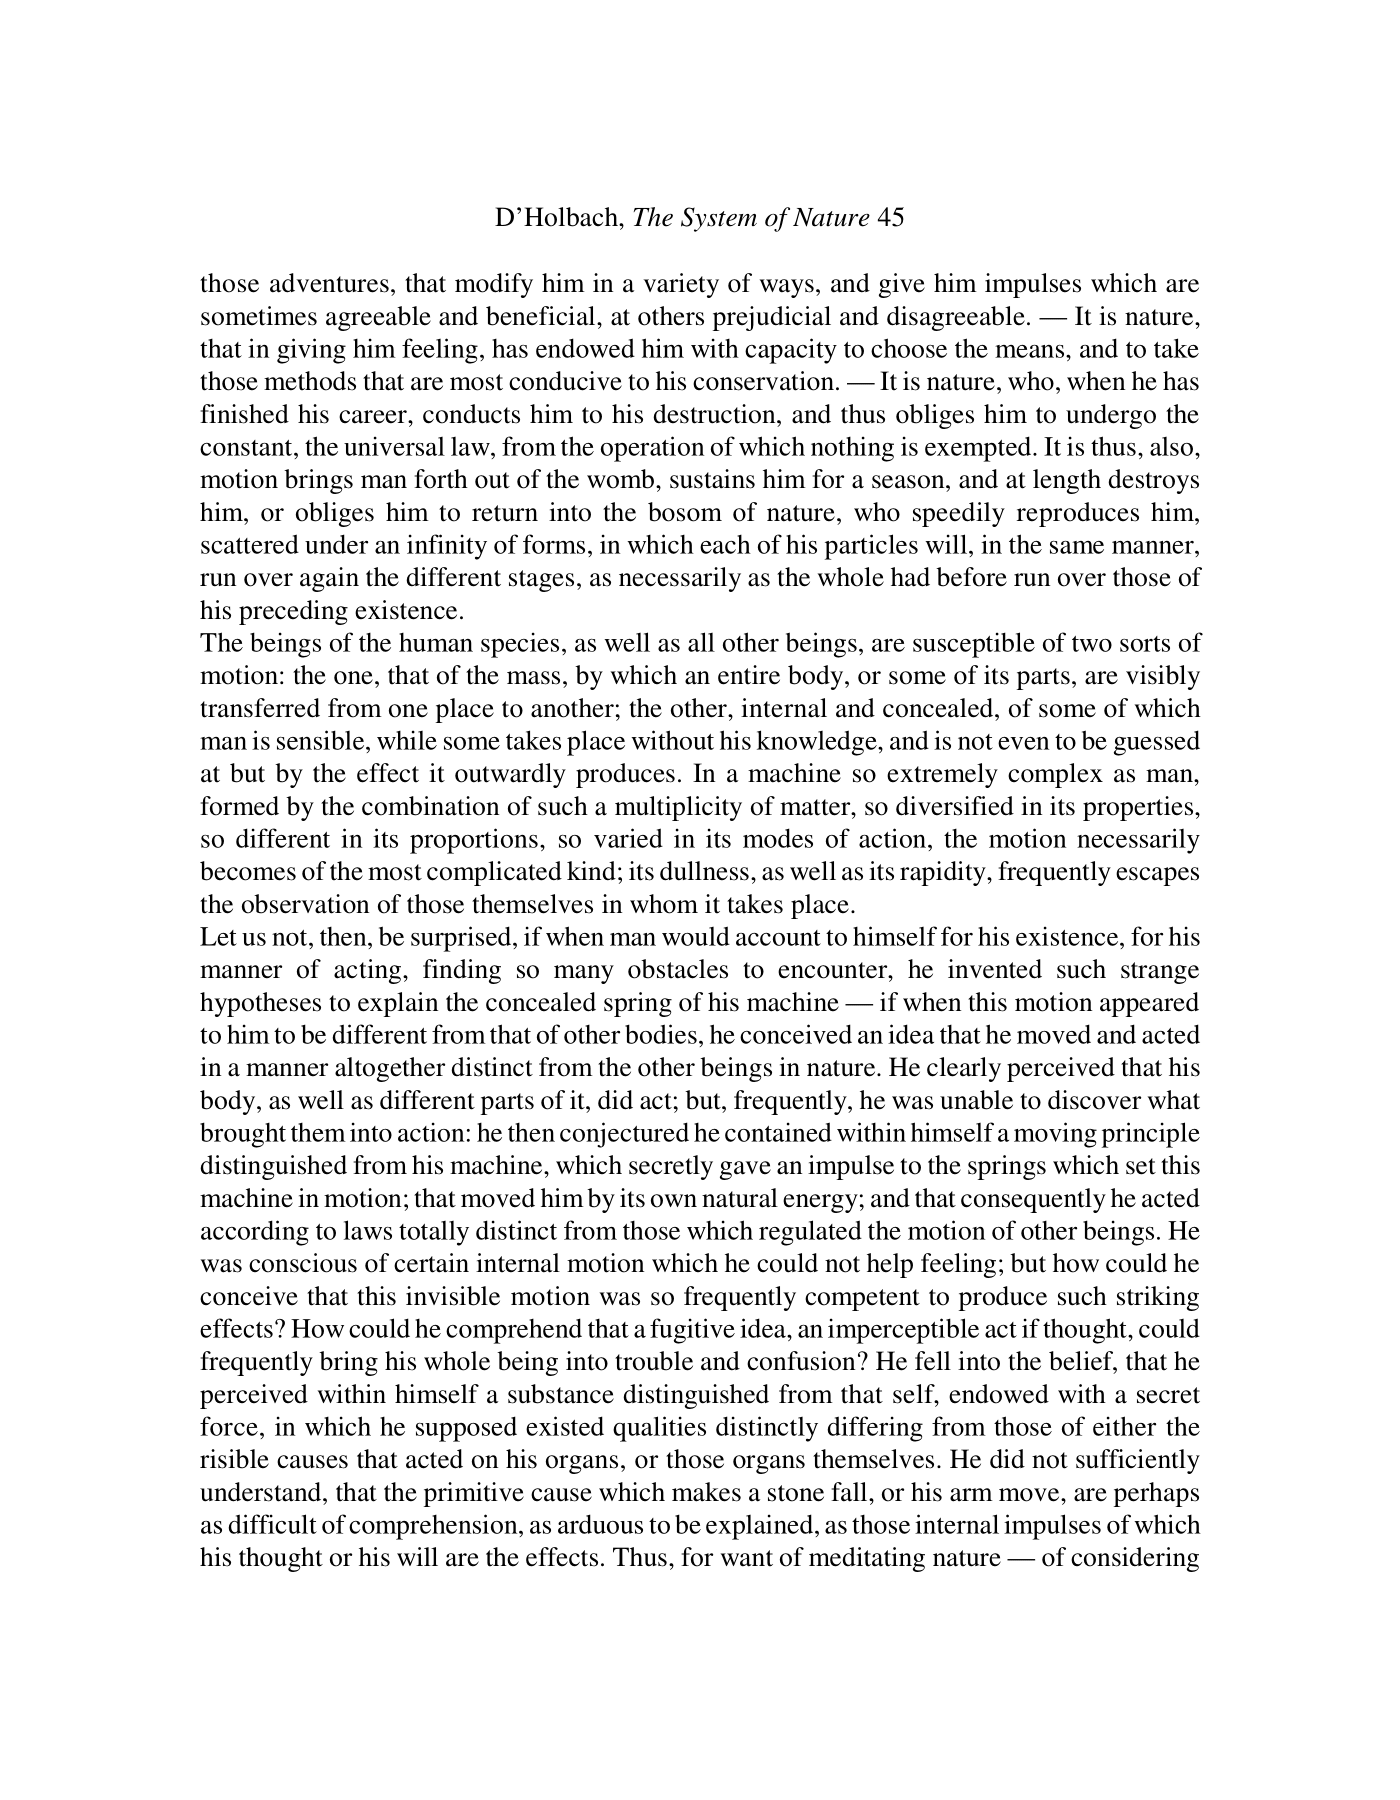 D’Holbach, The System of Nature 45
those adventures, that modify him in a variety of ways, and give him impulses which are
sometimes agreeable and beneficial, at others prejudicial and disagreeable. — It is nature,
that in giving him feeling, has endowed him with capacity to choose the means, and to take
those methods that are most conducive to his conservation. — It is nature, who, when he has
finished his career, conducts him to his destruction, and thus obliges him to undergo the
constant, the universal law, from the operation of which nothing is exempted. It is thus, also,
motion brings man forth out of the womb, sustains him for a season, and at length destroys
him, or obliges him to return into the bosom of nature, who speedily reproduces him,
scattered under an infinity of forms, in which each of his particles will, in the same manner,
run over again the different stages, as necessarily as the whole had before run over those of
his preceding existence.
The beings of the human species, as well as all other beings, are susceptible of two sorts of
motion: the one, that of the mass, by which an entire body, or some of its parts, are visibly
transferred from one place to another; the other, internal and concealed, of some of which
man is sensible, while some takes place without his knowledge, and is not even to be guessed
at but by the effect it outwardly produces. In a machine so extremely complex as man,
formed by the combination of such a multiplicity of matter, so diversified in its properties,
so different in its proportions, so varied in its modes of action, the motion necessarily
becomes of the most complicated kind; its dullness, as well as its rapidity, frequently escapes
the observation of those themselves in whom it takes place.
Let us not, then, be surprised, if when man would account to himself for his existence, for his
manner of acting, finding so many obstacles to encounter, he invented such strange
hypotheses to explain the concealed spring of his machine — if when this motion appeared
to him to be different from that of other bodies, he conceived an idea that he moved and acted
in a manner altogether distinct from the other beings in nature. He clearly perceived that his
body, as well as different parts of it, did act; but, frequently, he was unable to discover what
brought them into action: he then conjectured he contained within himself a moving principle
distinguished from his machine, which secretly gave an impulse to the springs which set this
machine in motion; that moved him by its own natural energy; and that consequently he acted
according to laws totally distinct from those which regulated the motion of other beings. He
was conscious of certain internal motion which he could not help feeling; but how could he
conceive that this invisible motion was so frequently competent to produce such striking
effects? How could he comprehend that a fugitive idea, an imperceptible act if thought, could
frequently bring his whole being into trouble and confusion? He fell into the belief, that he
perceived within himself a substance distinguished from that self, endowed with a secret
force, in which he supposed existed qualities distinctly differing from those of either the
risible causes that acted on his organs, or those organs themselves. He did not sufficiently
understand, that the primitive cause which makes a stone fall, or his arm move, are perhaps
as difficult of comprehension, as arduous to be explained, as those internal impulses of which
his thought or his will are the effects. Thus, for want of meditating nature — of considering